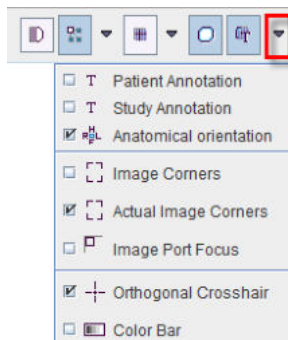 T Patient Annotation
T Study Annotation
R H L Anatomical orientation
Image Corners
Actual Image Corners
Image Port Focus
Orthogonal Crosshair
Color Bar